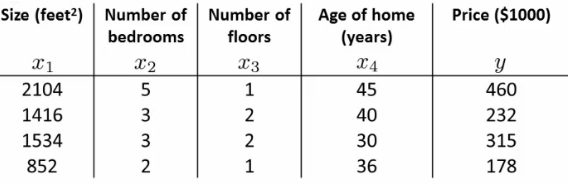 Size (feet²) Number of bedrooms Number of floors Age of home (years) Price ($1000)
x₁ x₂ x₃ x₄ y
2104 5 1 45 460
1416 3 2 40 232
1534 3 2 30 315
852 2 1 36 178